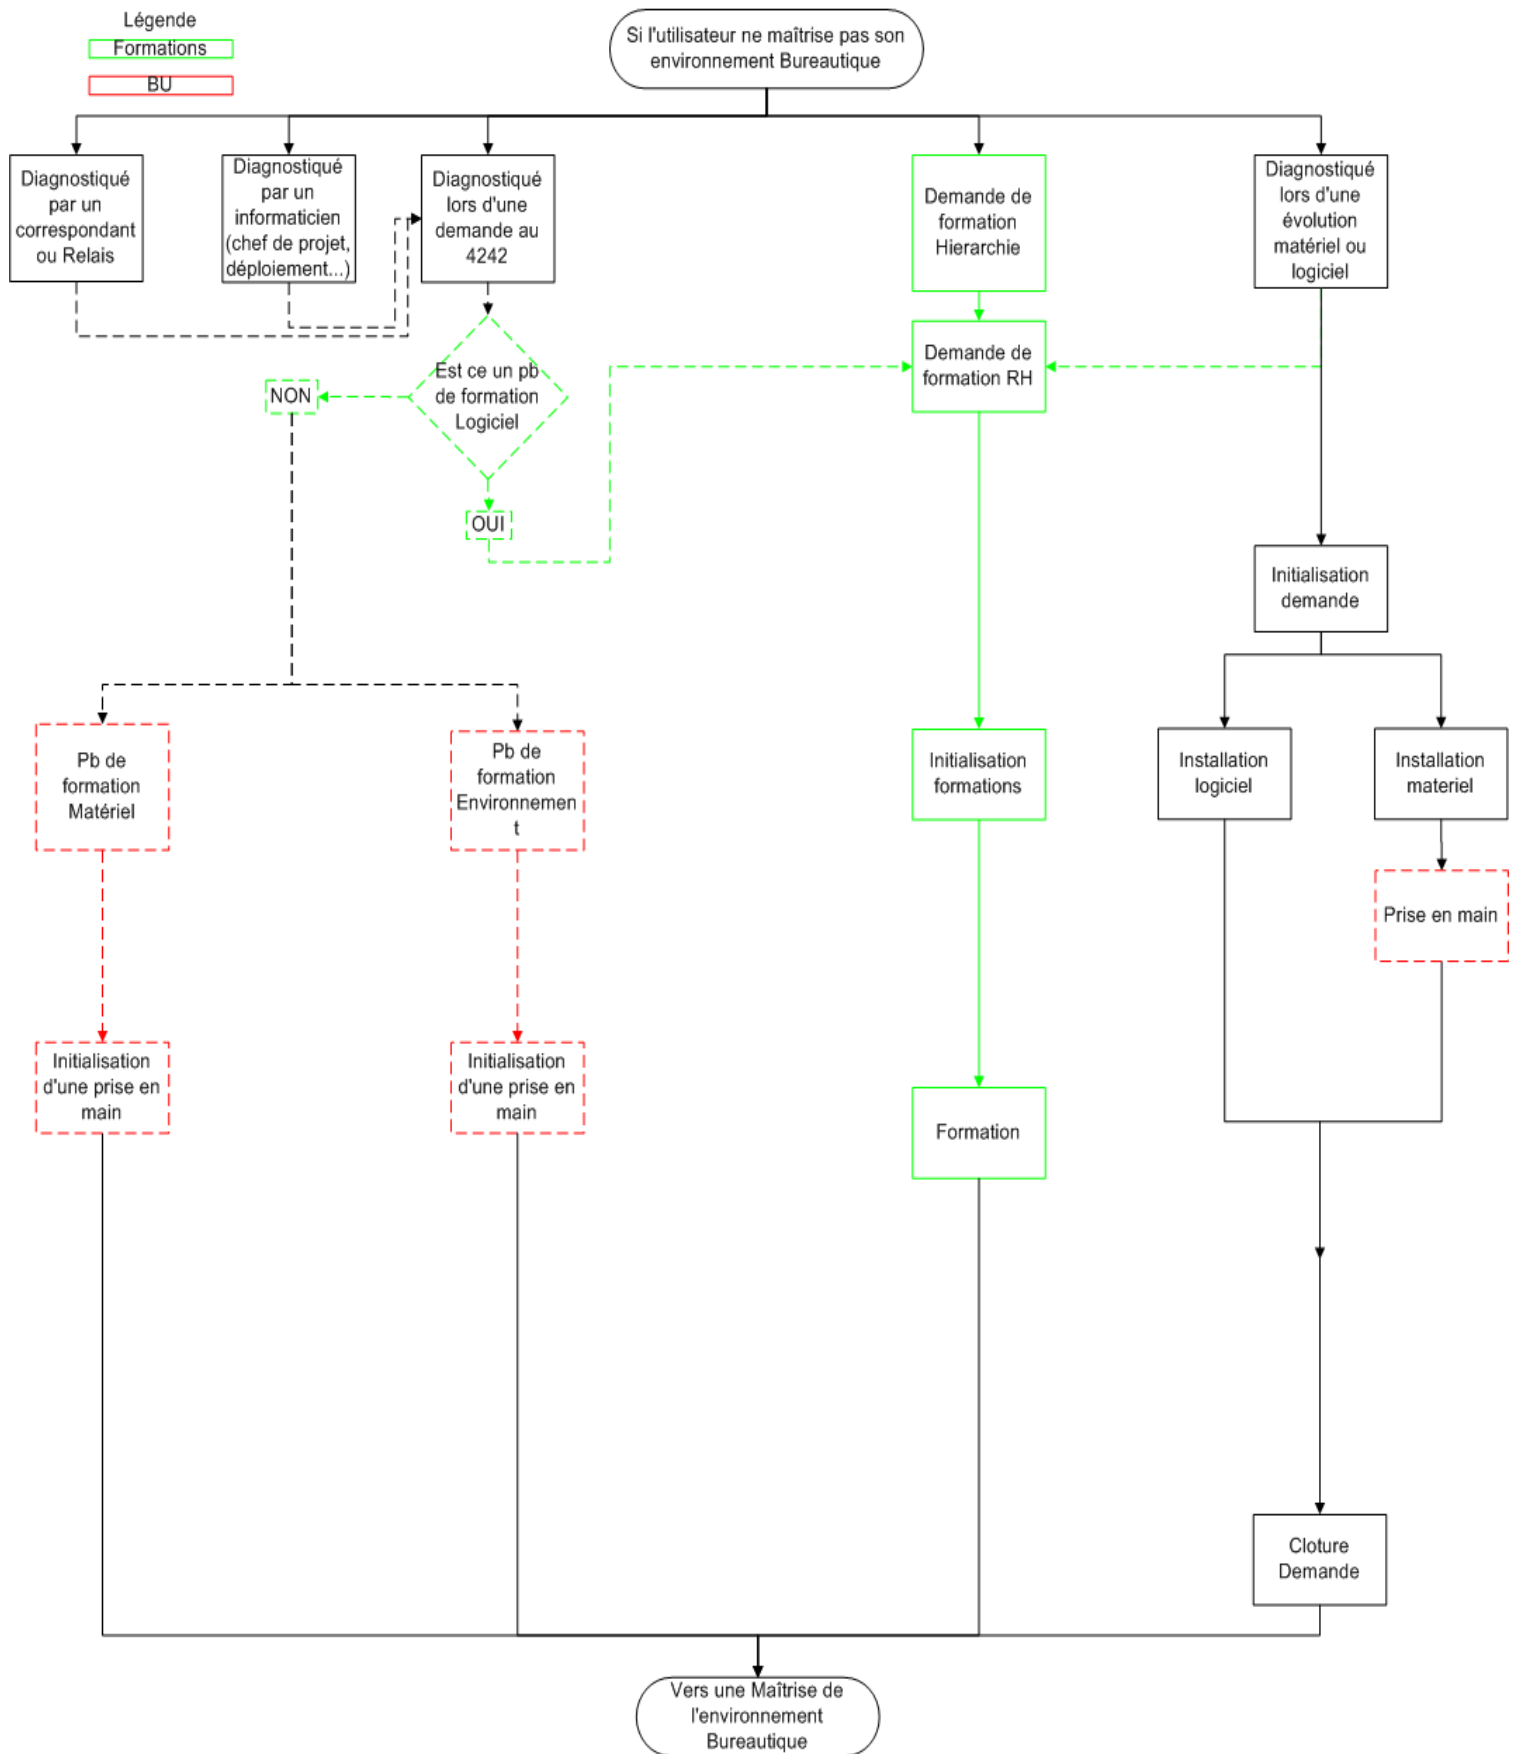 Légende
Formations
BU
Si l'utilisateur ne maîtrise pas son
environnement Bureautique
Diagnostiqué
par un
correspondant
ou Relais
Diagnostiqué
par un
informaticien
(chef de projet,
déploiement...)
Diagnostiqué
lors d'une
demande au
4242
Demande de
formation
Hierarchie
Diagnostiqué
lors d'une
évolution
matériel ou
logiciel
Est ce un pb
de formation
Logiciel
NON
OUI
Demande de
formation RH
Initialisation
demande
Pb de
formation
Matériel
Pb de
formation
Environnemen
t
Initialisation
formations
Installation
logiciel
Installation
materiel
Prise en main
Initialisation
d'une prise en
main
Initialisation
d'une prise en
main
Formation
Cloture
Demande
Vers une Maîtrise de
l'environnement
Bureautique